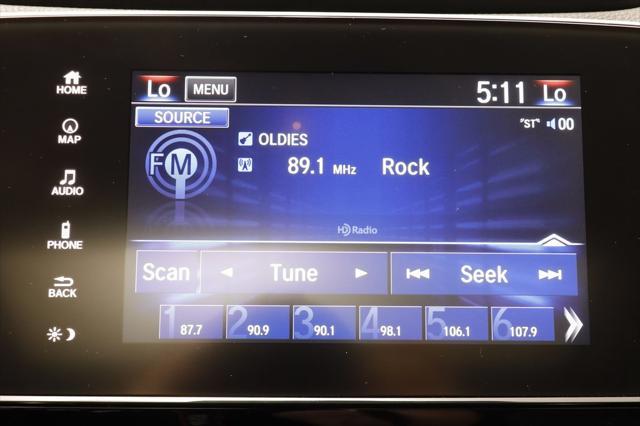 Lo MENU 5:11 Lo
SOURCE
"ST" 00
FM
OLDIES
89.1 MHz Rock
HD Radio
Scan Tune Seek
1 87.7 2 90.9 3 90.1 4 98.1 5 106.1 6 107.9
HOME
MAP
AUDIO
PHONE
BACK